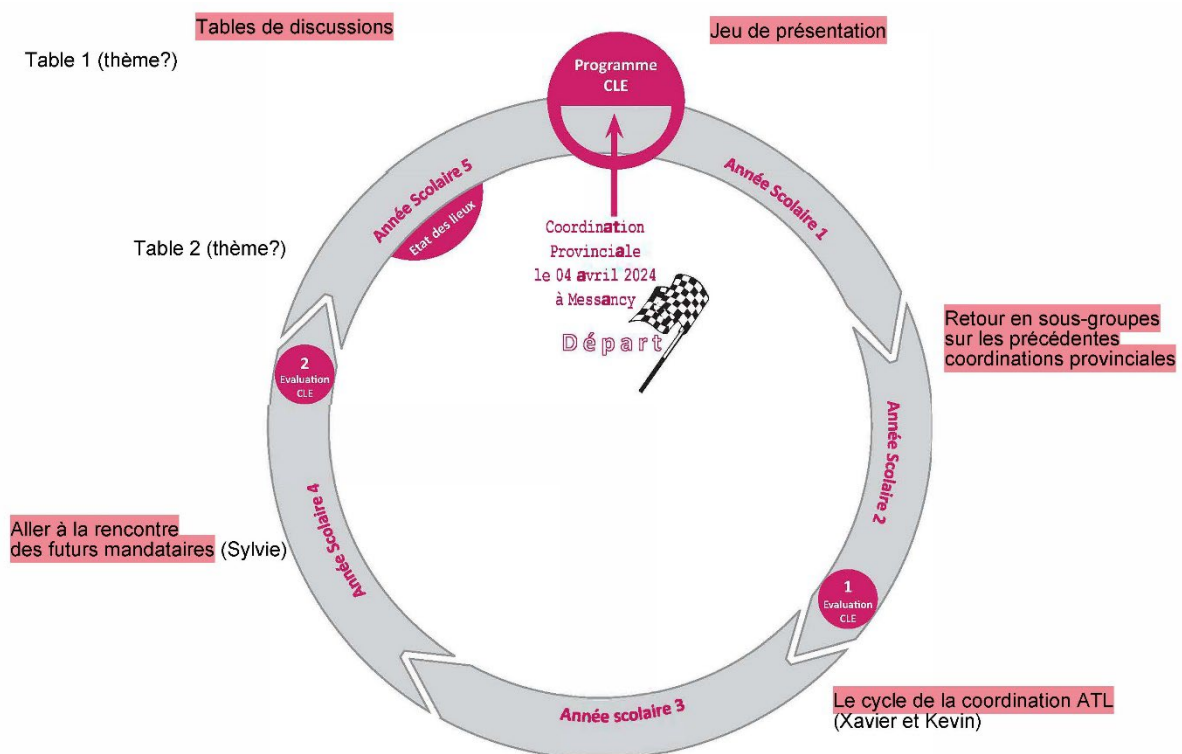 Tables de discussions
Jeu de présentation
Table 1 (thème?)
Programme
CLE
Année Scolaire 5
Année Scolaire 1
Etat des lieux
Table 2 (thème?)
Coordination
Provinciale
le 04 avril 2024
à Messancy
Départ
Retour en sous-groupes
sur les précédentes
coordinations provinciales
2
Evaluation
CLE
Année Scolaire 2
Année Scolaire 4
Aller à la rencontre
des futurs mandataires (Sylvie)
1
Evaluation
CLE
Année scolaire 3
Le cycle de la coordination ATL
(Xavier et Kevin)